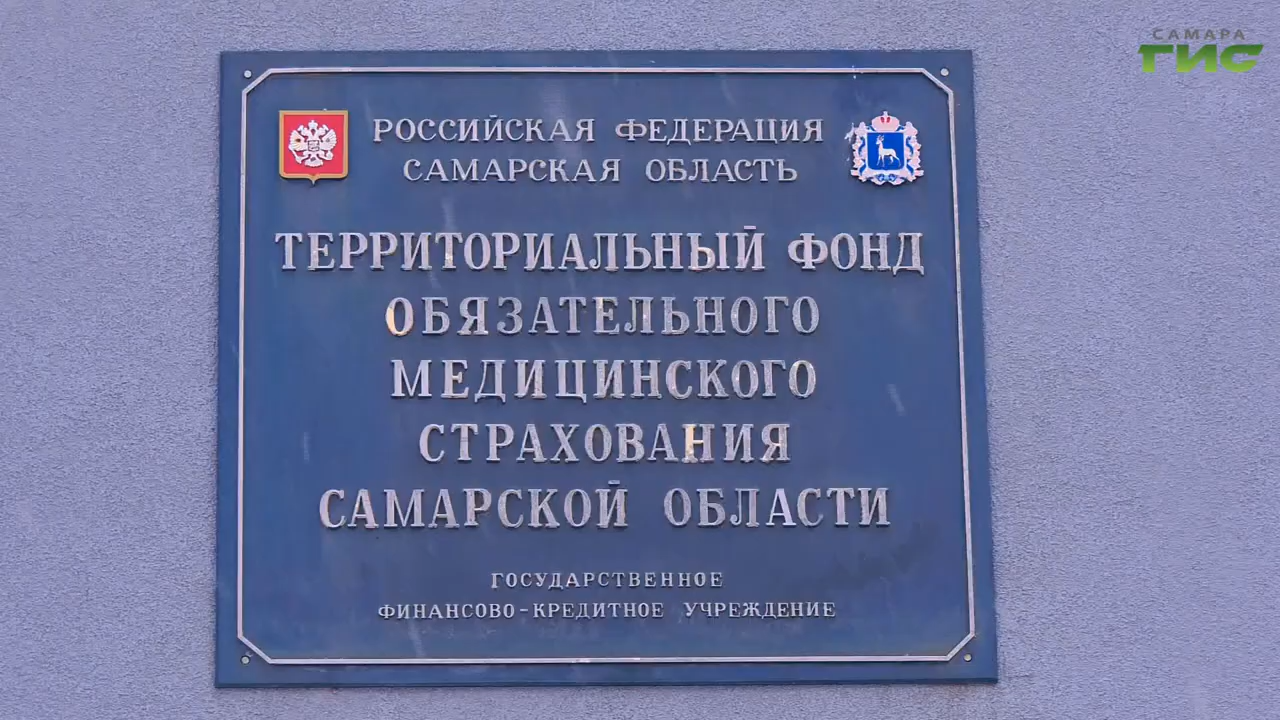 САМАРА
ГИС
РОССИЙСКАЯ ФЕДЕРАЦИЯ
САМАРСКАЯ ОБЛАСТЬ
ТЕРРИТОРИАЛЬНЫЙ ФОНД
ОБЯЗАТЕЛЬНОГО
МЕДИЦИНСКОГО
СТРАХОВАНИЯ
САМАРСКОЙ ОБЛАСТИ
ГОСУДАРСТВЕННОЕ
ФИНАНСОВО-КРЕДИТНОЕ УЧРЕЖДЕНИЕ